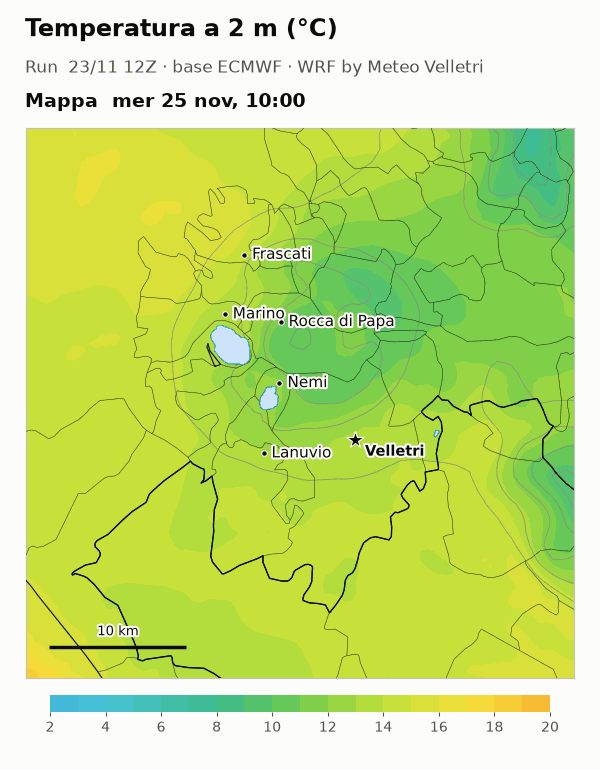 Temperatura a 2 m (°C)
Run  23/11 12Z · base ECMWF · WRF by Meteo Velletri
Mappa  mer 25 nov, 10:00
Frascati
Marino
Rocca di Papa
Nemi
Velletri
Lanuvio
10 km
2 4 6 8 10 12 14 16 18 20